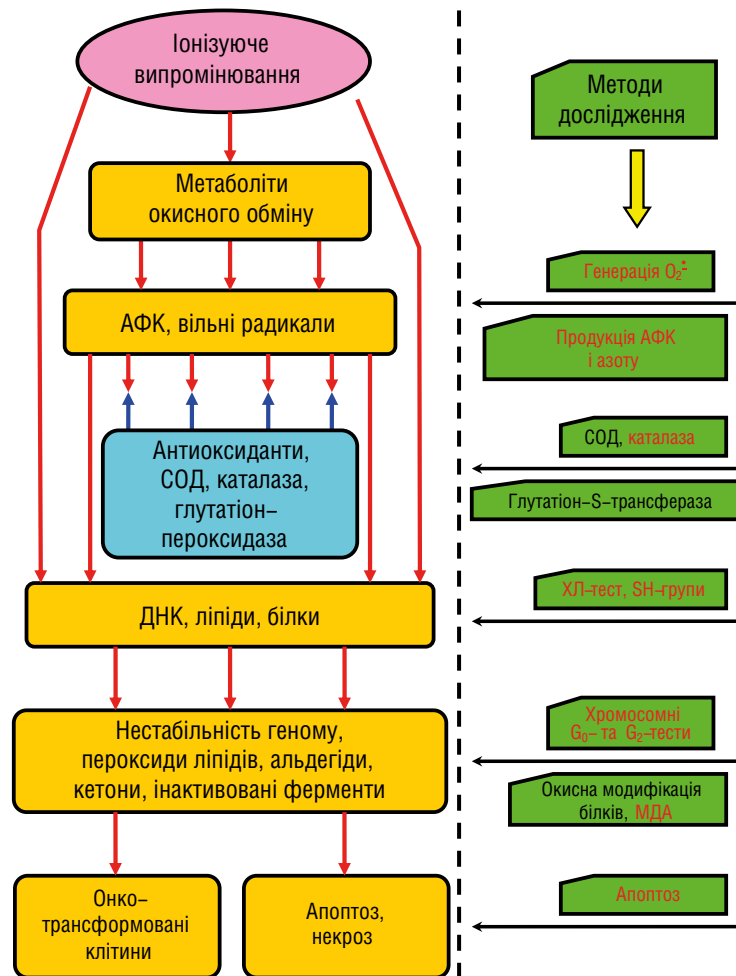 Іонізуюче
випромінювання
Метаболіти
окисного обміну
АФК, вільні радикали
Антиоксиданти,
СОД, каталаза,
глутатіон–
пероксидаза
ДНК, ліпіди, білки
Нестабільність геному,
пероксиди ліпідів, альдегіди,
кетони, інактивовані ферменти
Онко–
трансформовані
клітини
Апоптоз,
некроз
Методи
дослідження
Генерація O₂∸
Продукція АФК
і азоту
СОД, каталаза
Глутатіон–S–трансфераза
ХЛ–тест, SH–групи
Хромосомні
G₀– та G₂–тести
Окисна модифікація
білків, МДА
Апоптоз